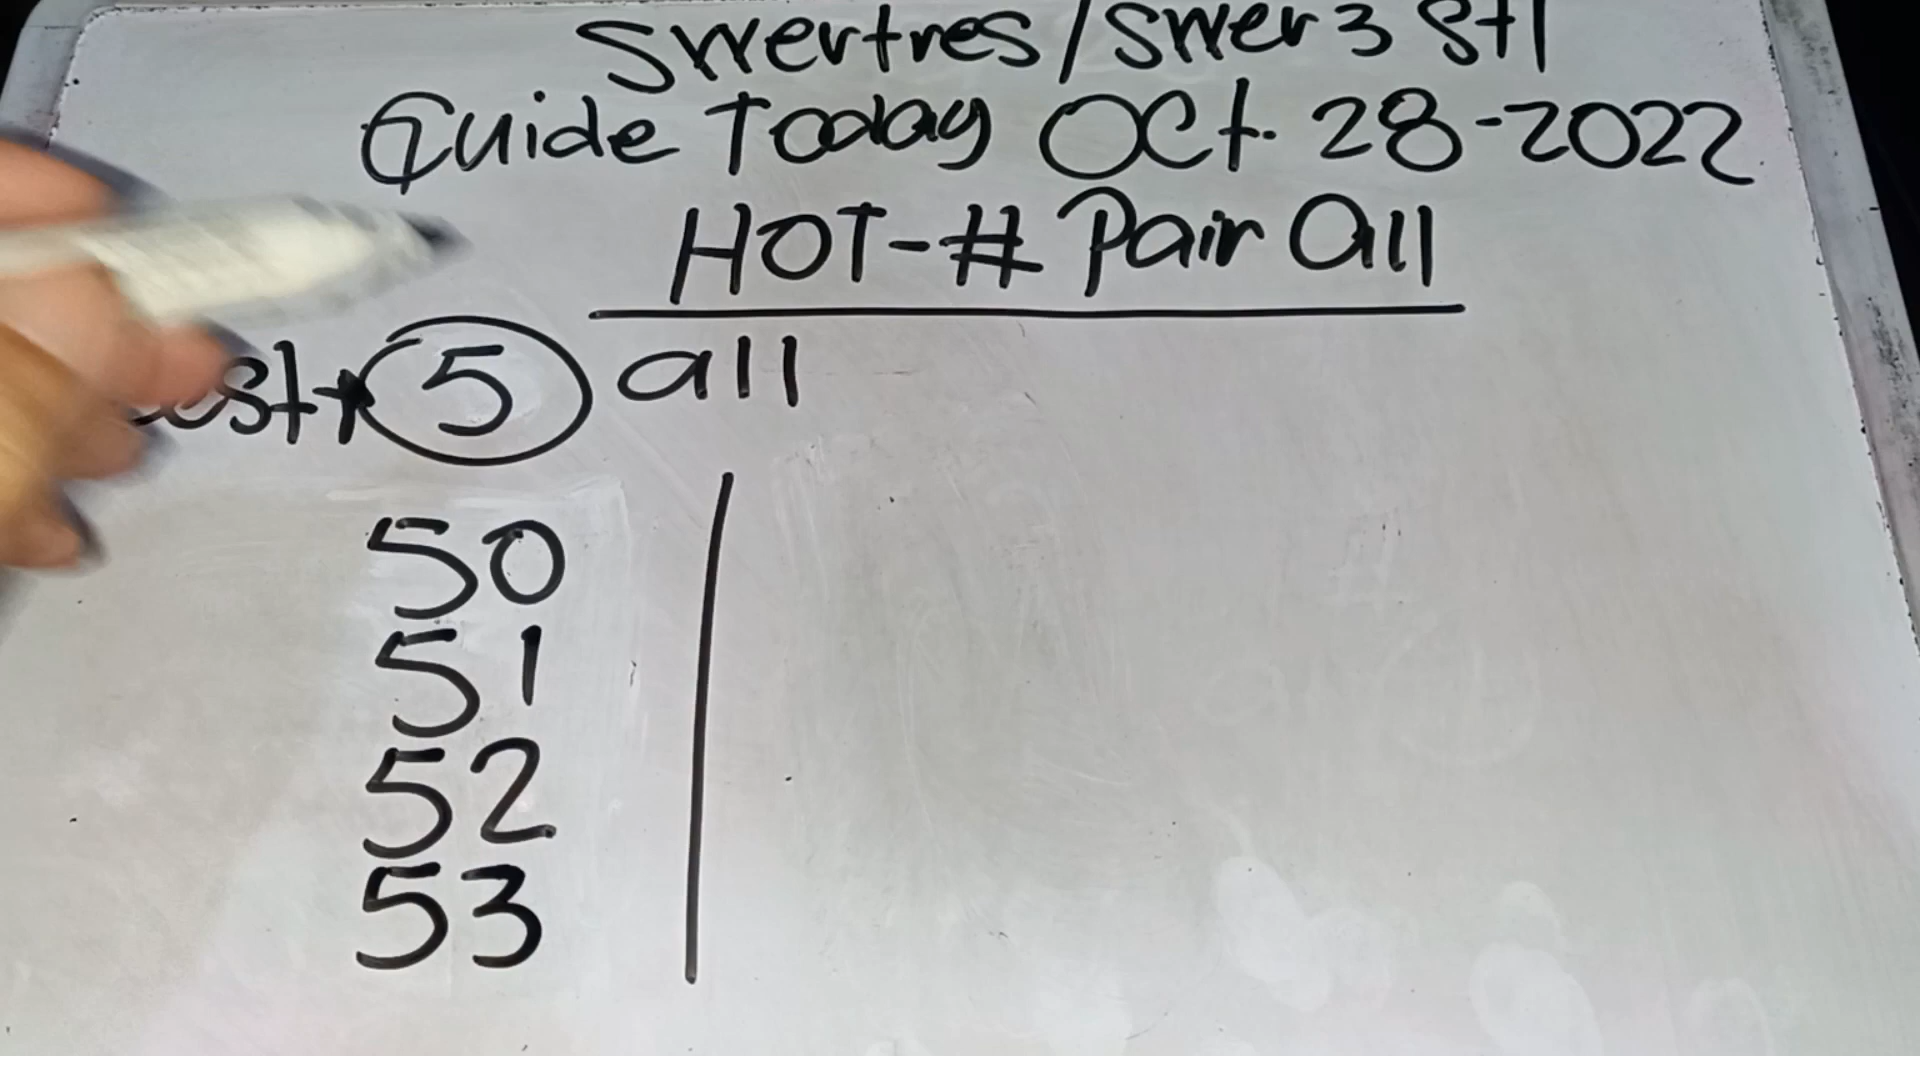 Swertres/Swer3 Stl
Guide Today Oct. 28-2022
HOT-# Pair all
5 all
50
51
52
53